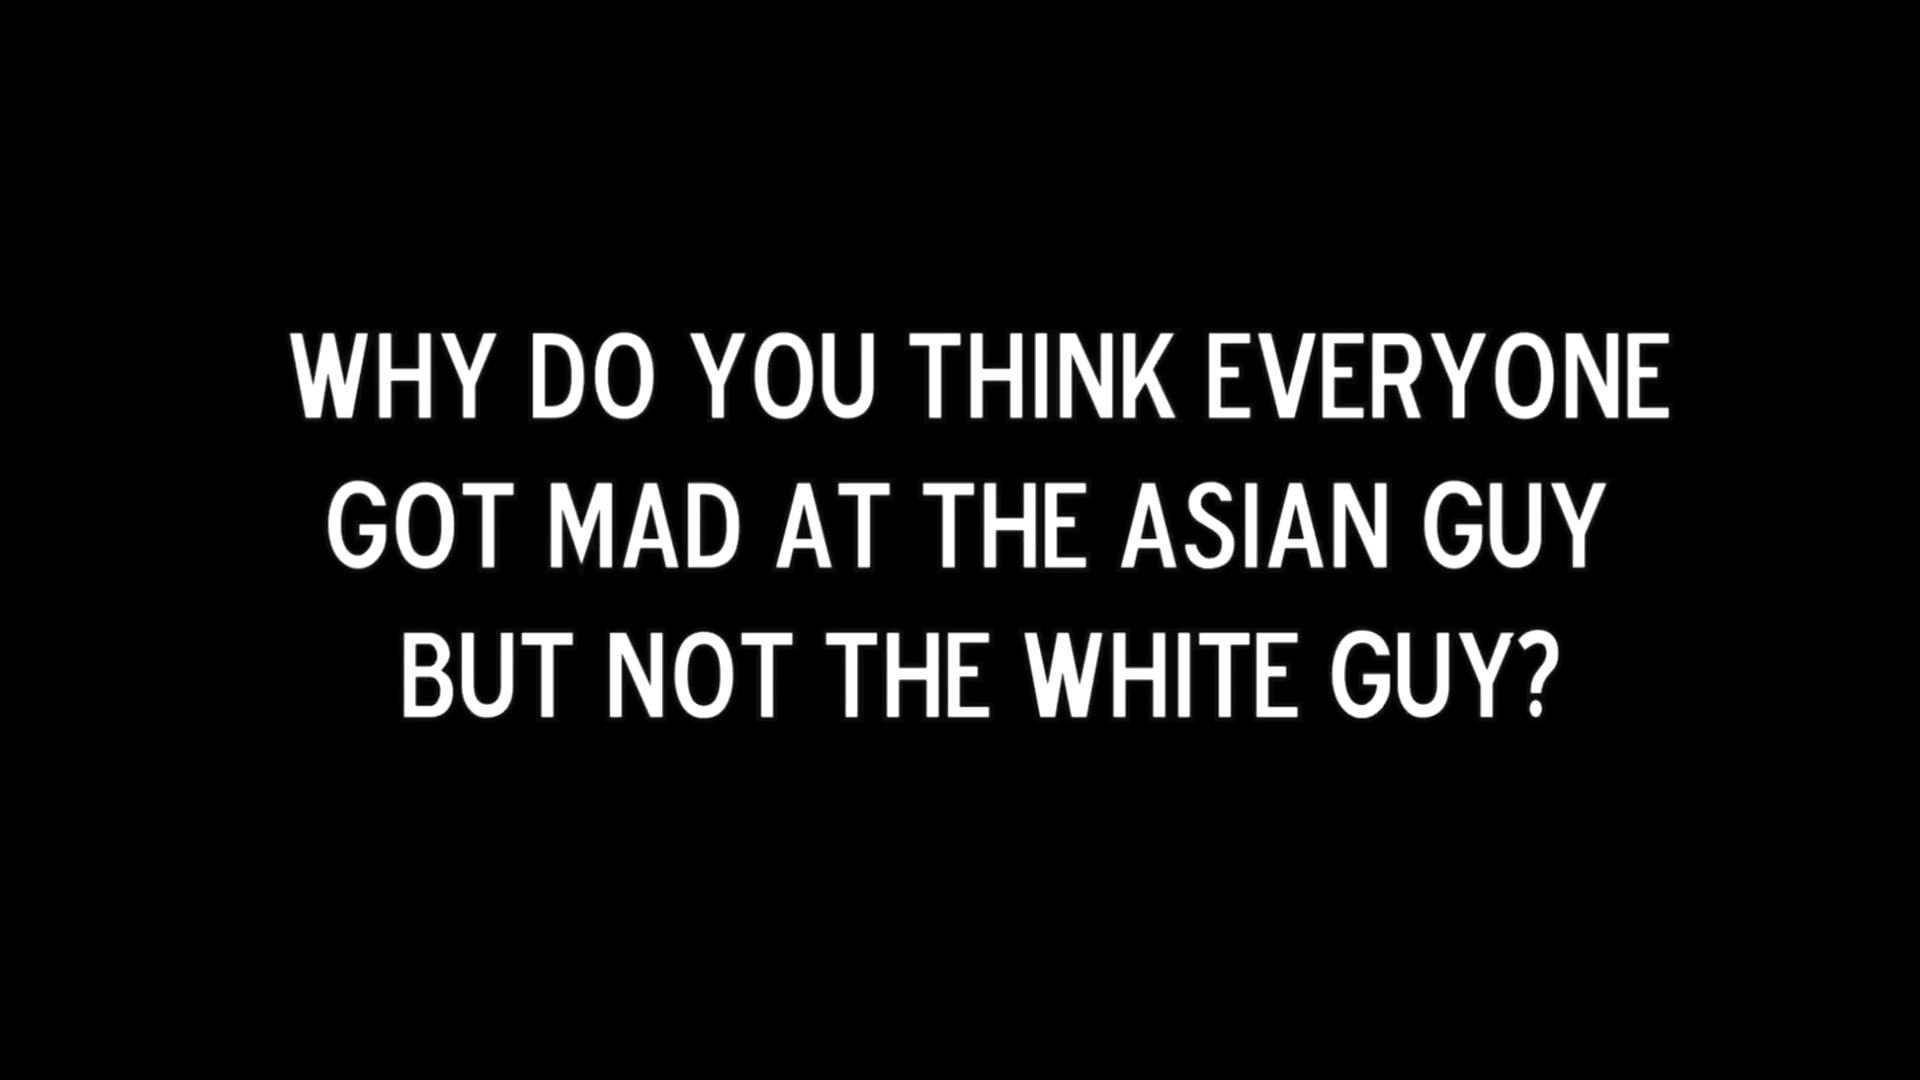 WHY DO YOU THINK EVERYONE
GOT MAD AT THE ASIAN GUY
BUT NOT THE WHITE GUY?